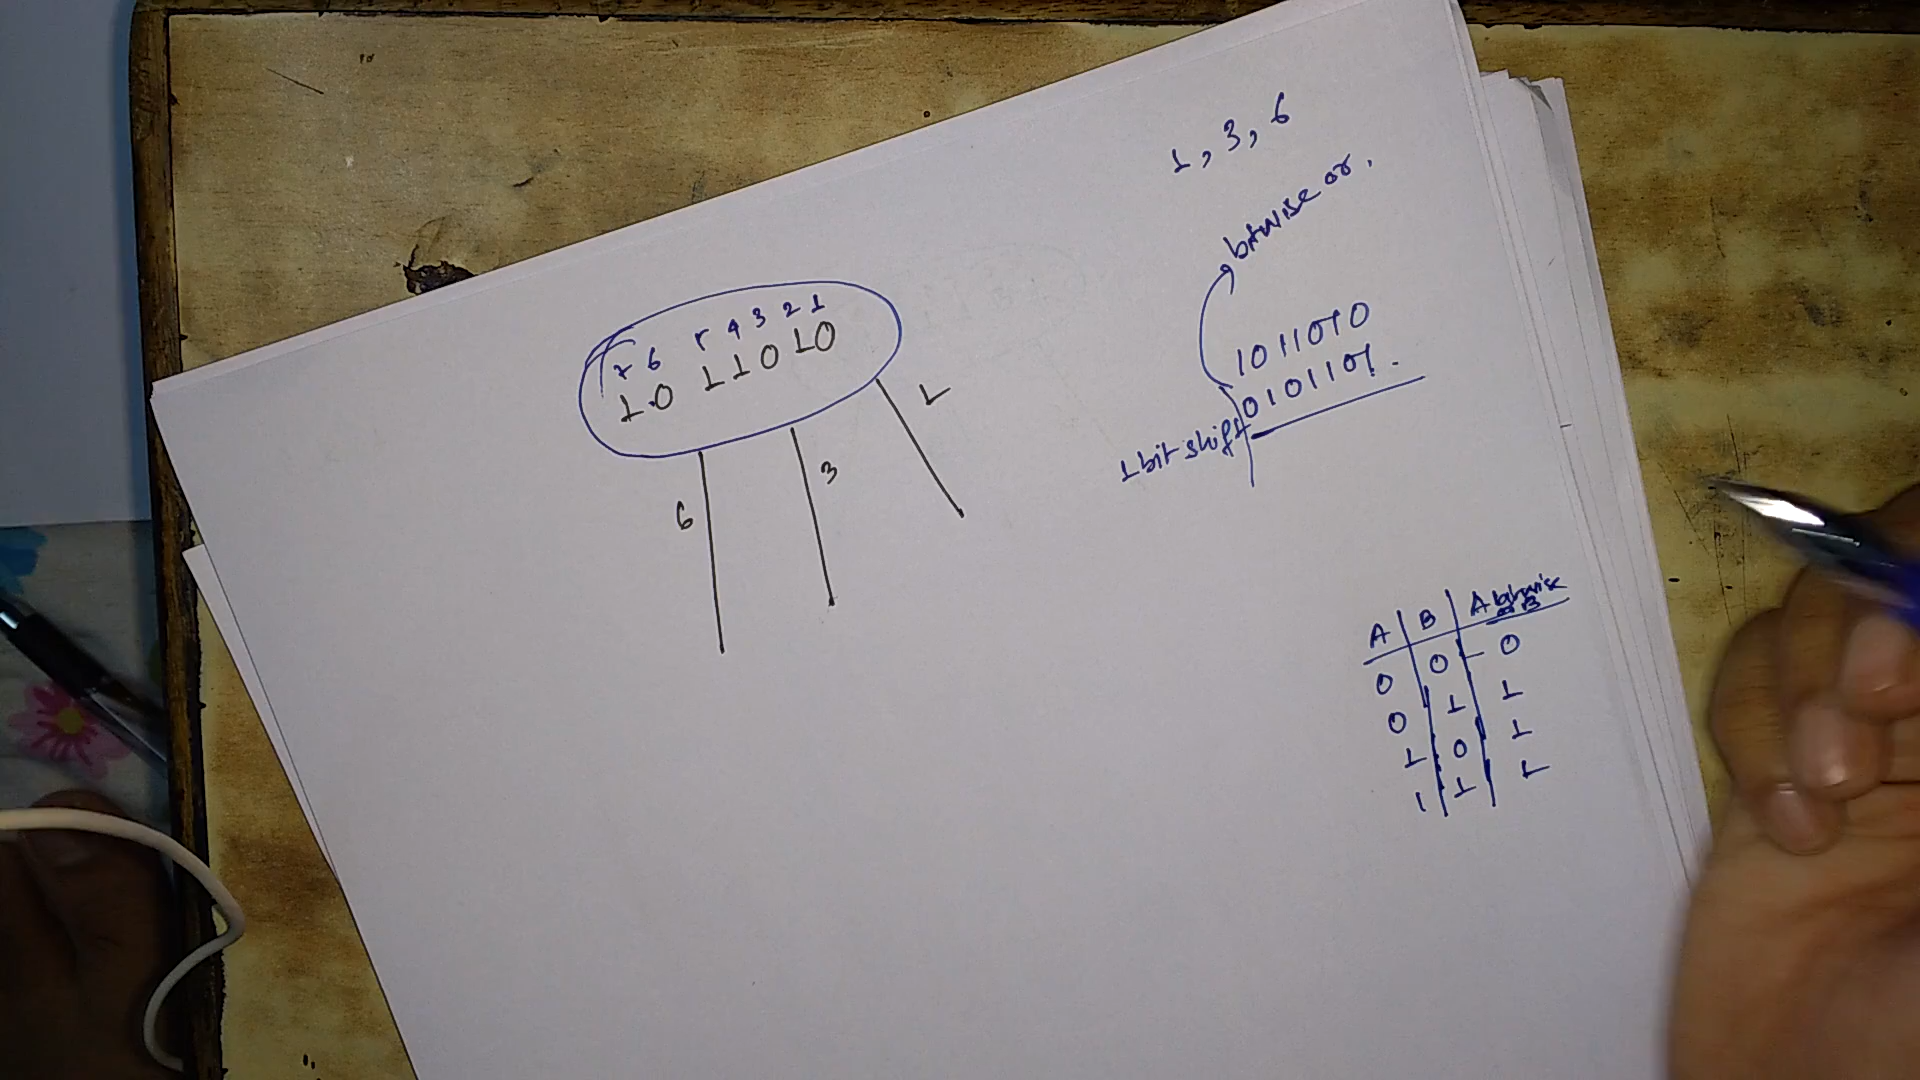 1, 3, 6
bitwise or.
7 6 5 4 3 2 1
1 0 1 1 0 1 0
1
3
6
1011010
0101101.
1 bit shift
A B A bitwise or B
0 0 0
0 1 1
1 0 1
1 1 1